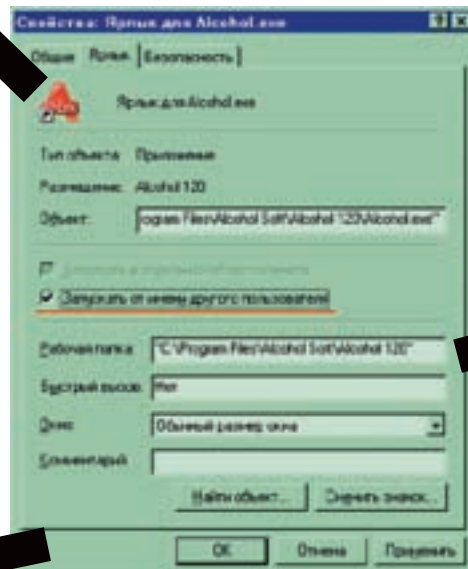 Свойства: Ярлык для Alcohol.exe
Общие Ярлык Безопасность
Ярлык для Alcohol.exe
Тип объекта: Приложение
Размещение: Alcohol 120
Объект: rogram Files\Alcohol Soft\Alcohol 120\Alcohol.exe"
Запускать от имени другого пользователя
Рабочая папка: "C:\Program Files\Alcohol Soft\Alcohol 120"
Быстрый вызов: Нет
Окно: Обычный размер окна
Комментарий:
Найти объект... Сменить значок...
OK Отмена Применить